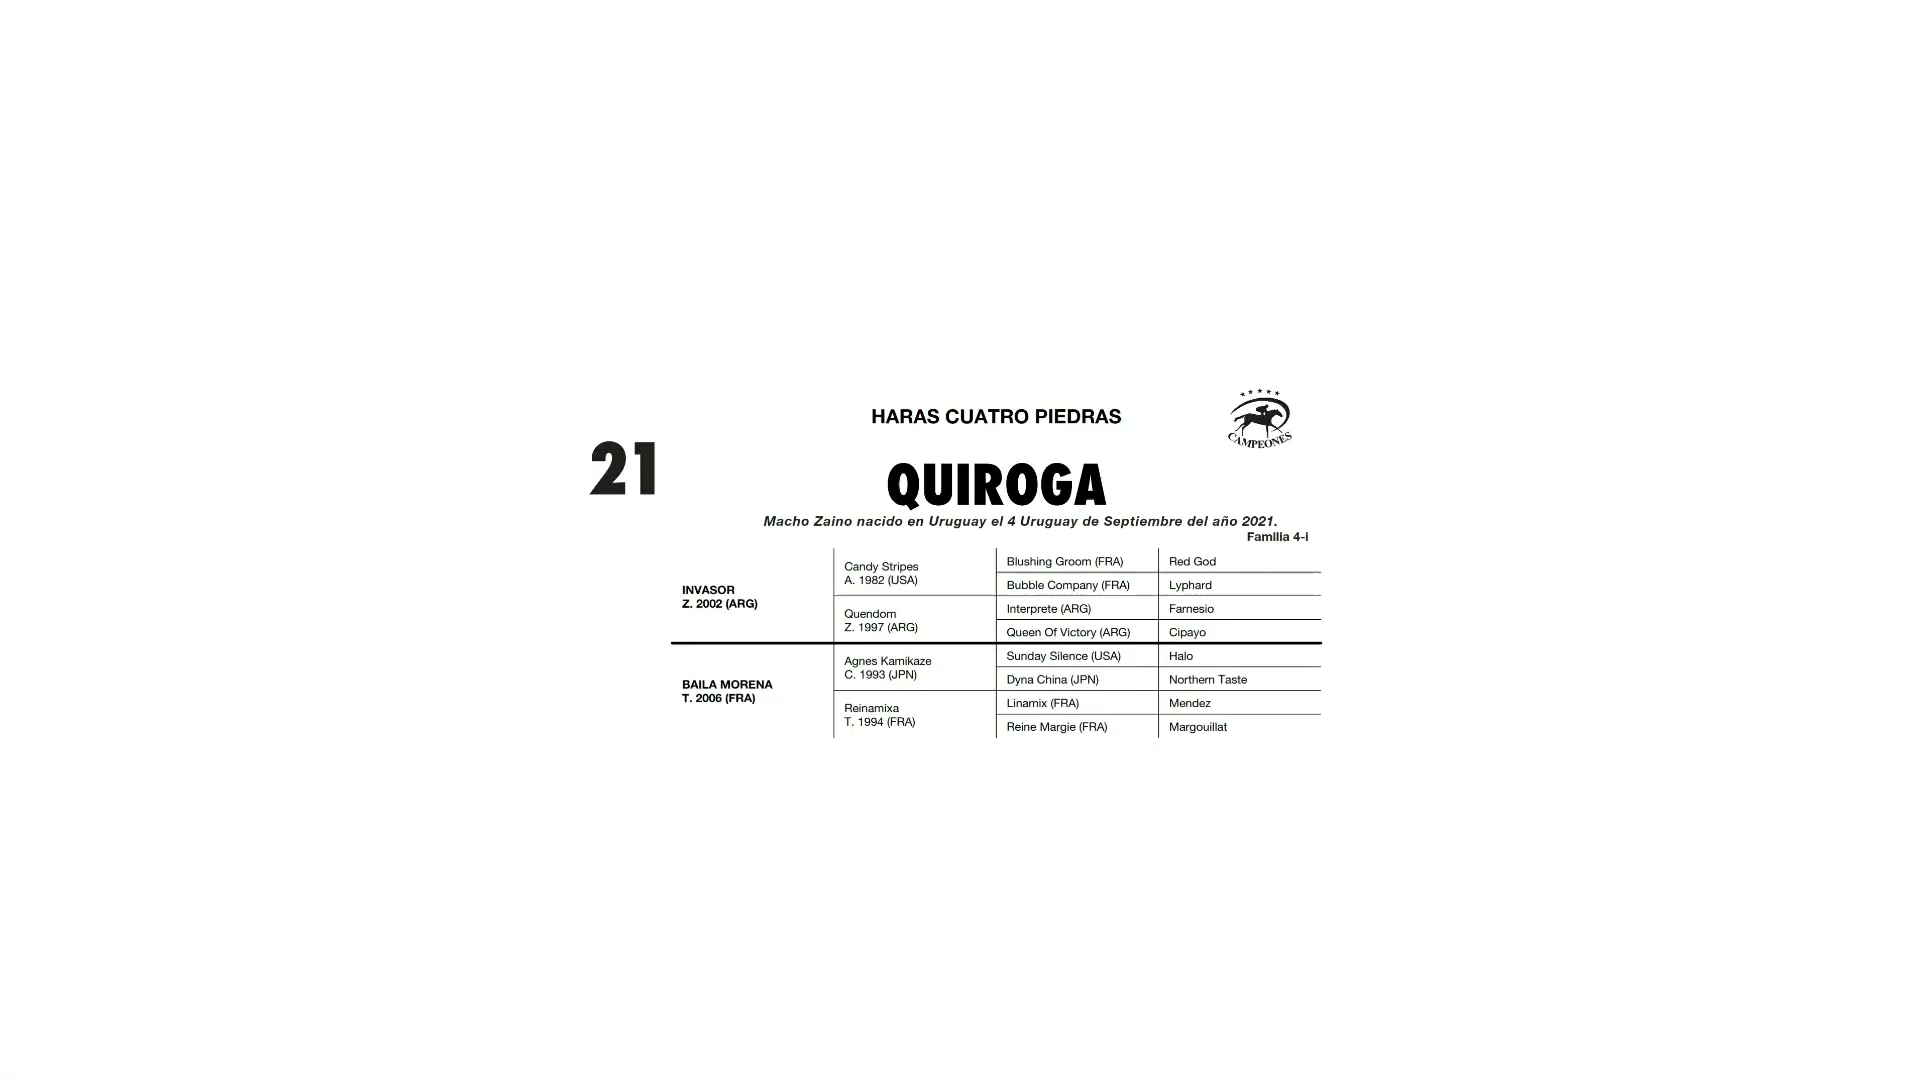 HARAS CUATRO PIEDRAS
CAMPEONES
21
QUIROGA
Macho Zaino nacido en Uruguay el 4 Uruguay de Septiembre del año 2021.
Familia 4-l
INVASOR
Z. 2002 (ARG)
Candy Stripes
A. 1982 (USA)
Blushing Groom (FRA)
Red God
Bubble Company (FRA)
Lyphard
Quendom
Z. 1997 (ARG)
Interprete (ARG)
Farnesio
Queen Of Victory (ARG)
Cipayo
BAILA MORENA
T. 2006 (FRA)
Agnes Kamikaze
C. 1993 (JPN)
Sunday Silence (USA)
Halo
Dyna China (JPN)
Northern Taste
Reinamixa
T. 1994 (FRA)
Linamix (FRA)
Mendez
Reine Margie (FRA)
Margouillat